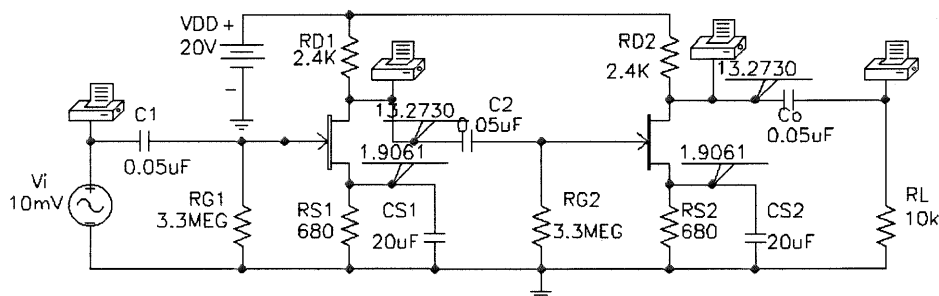 VDD +
20V
−
RD1
2.4K
RD2
2.4K
13.2730
13.2730
C1
0.05uF
C2
0.05uF
Co
0.05uF
1.9061
1.9061
Vi
10mV
+
−
RG1
3.3MEG
RS1
680
CS1
20uF
RG2
3.3MEG
RS2
680
CS2
20uF
RL
10k